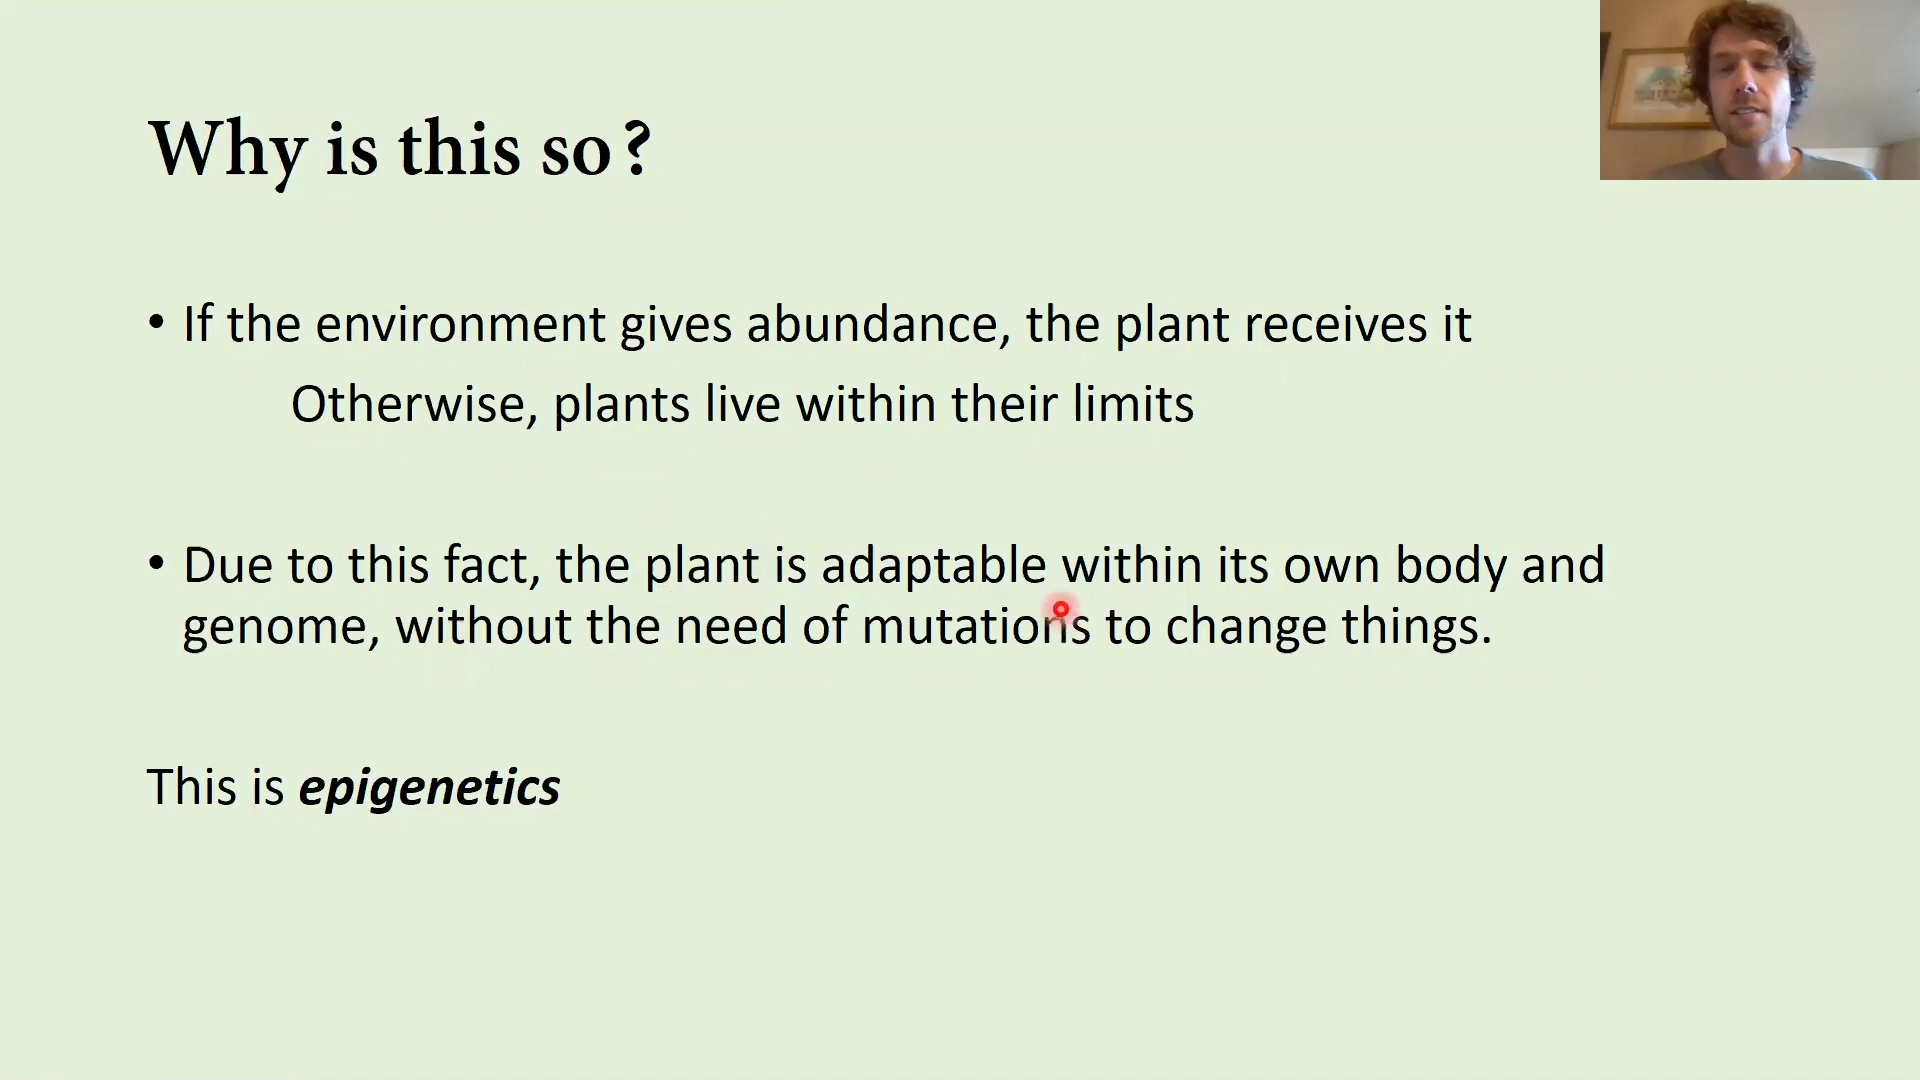 Why is this so?
• If the environment gives abundance, the plant receives it
Otherwise, plants live within their limits
• Due to this fact, the plant is adaptable within its own body and
genome, without the need of mutations to change things.
This is epigenetics